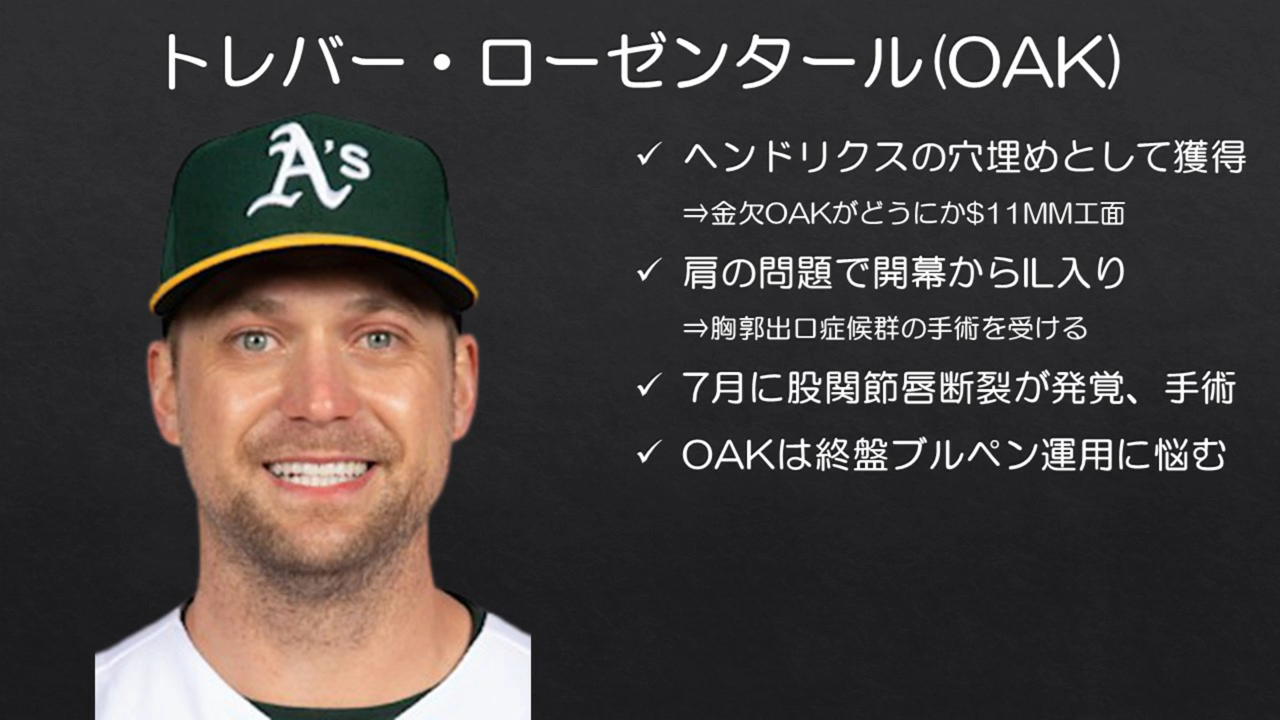 トレバー・ローゼンタール(OAK)
A's
✓ ヘンドリクスの穴埋めとして獲得
⇒金欠OAKがどうにか$11MM工面
✓ 肩の問題で開幕からIL入り
⇒胸郭出口症候群の手術を受ける
✓ 7月に股関節唇断裂が発覚、手術
✓ OAKは終盤ブルペン運用に悩む